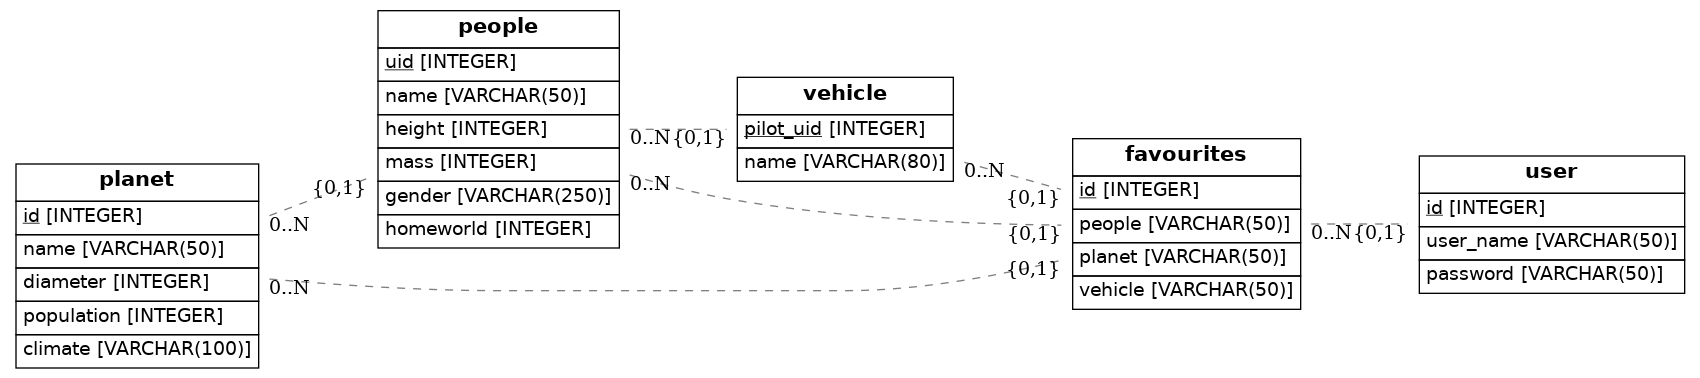 people
uid [INTEGER]
name [VARCHAR(50)]
height [INTEGER]
mass [INTEGER]
gender [VARCHAR(250)]
homeworld [INTEGER]
vehicle
pilot_uid [INTEGER]
name [VARCHAR(80)]
favourites
id [INTEGER]
people [VARCHAR(50)]
planet [VARCHAR(50)]
vehicle [VARCHAR(50)]
user
id [INTEGER]
user_name [VARCHAR(50)]
password [VARCHAR(50)]
planet
id [INTEGER]
name [VARCHAR(50)]
diameter [INTEGER]
population [INTEGER]
climate [VARCHAR(100)]
{0,1}
0..N
0..N
{0,1}
0..N
{0,1}
0..N
{0,1}
0..N
{0,1}
0..N
{0,1}